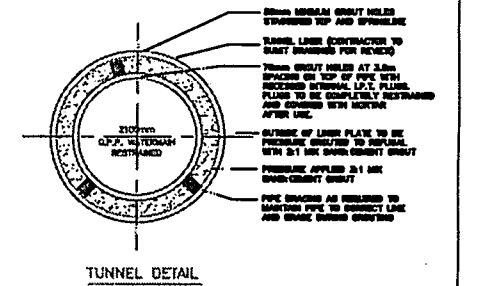 50mm MINIMUM GROUT HOLES
STAGGERED TOP AND SPRINGLINE
TUNNEL LINER (CONTRACTOR TO
SUMIT DRAWINGS FOR REVIEW)
75mm GROUT HOLES AT 3.0m
SPACING ON TOP OF PIPE WITH
RECESSED INTERNAL I.P.T. PLUGS.
PLUGS TO BE COMPLETELY RESTRAINED
AND COVERED WITH MORTAR
AFTER USE.
2100mm
C.P.P. WATERMAIN
RESTRAINED
OUTSIDE OF LINER PLATE TO BE
PRESSURE GROUTED TO REFUSAL
WITH 2:1 MIX SAND:CEMENT GROUT
PRESSURE APPLIED 2:1 MIX
SAND:CEMENT GROUT
PIPE BRACING AS REQUIRED TO
MAINTAIN PIPE TO CORRECT LINE
AND GRADE DURING GROUTING
TUNNEL DETAIL